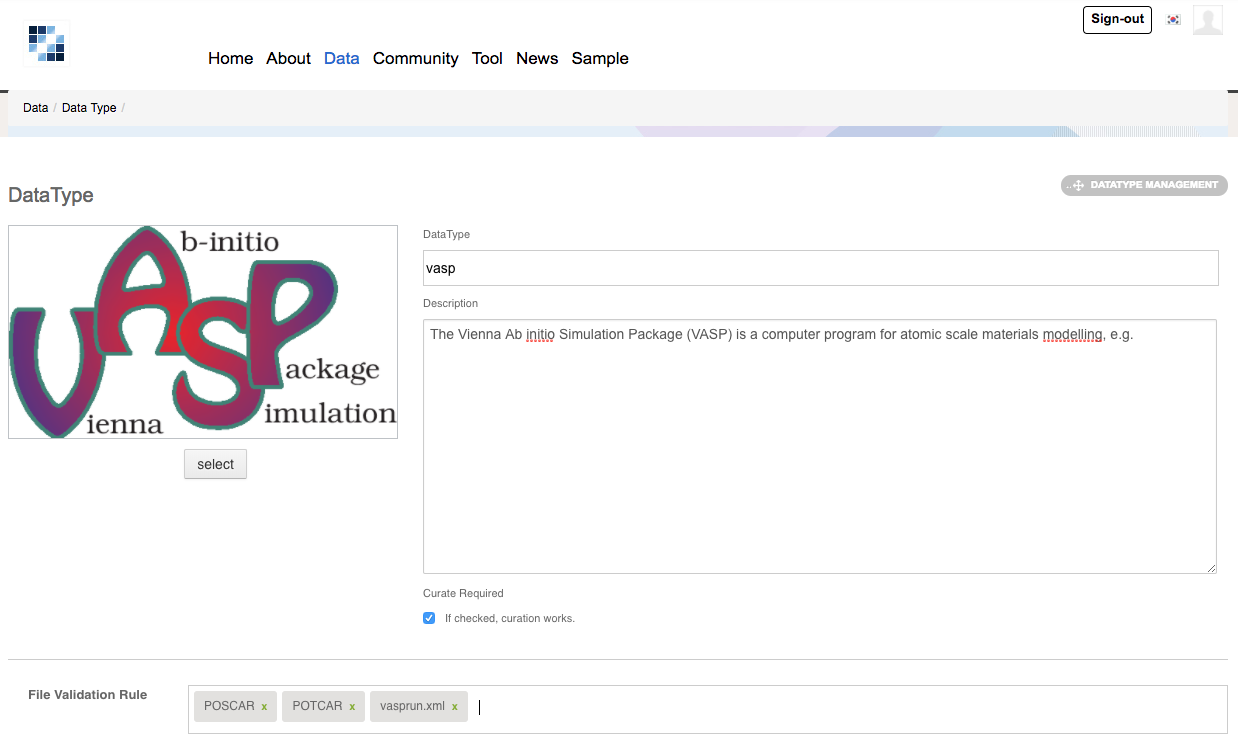 Sign-out
Home About Data Community Tool News Sample
Data / Data Type /
DataType
DATATYPE MANAGEMENT
VASP
b-initio
ackage
imulation
ienna
select
DataType
vasp
Description
The Vienna Ab initio Simulation Package (VASP) is a computer program for atomic scale materials modelling, e.g.
Curate Required
If checked, curation works.
File Validation Rule
POSCAR x POTCAR x vasprun.xml x